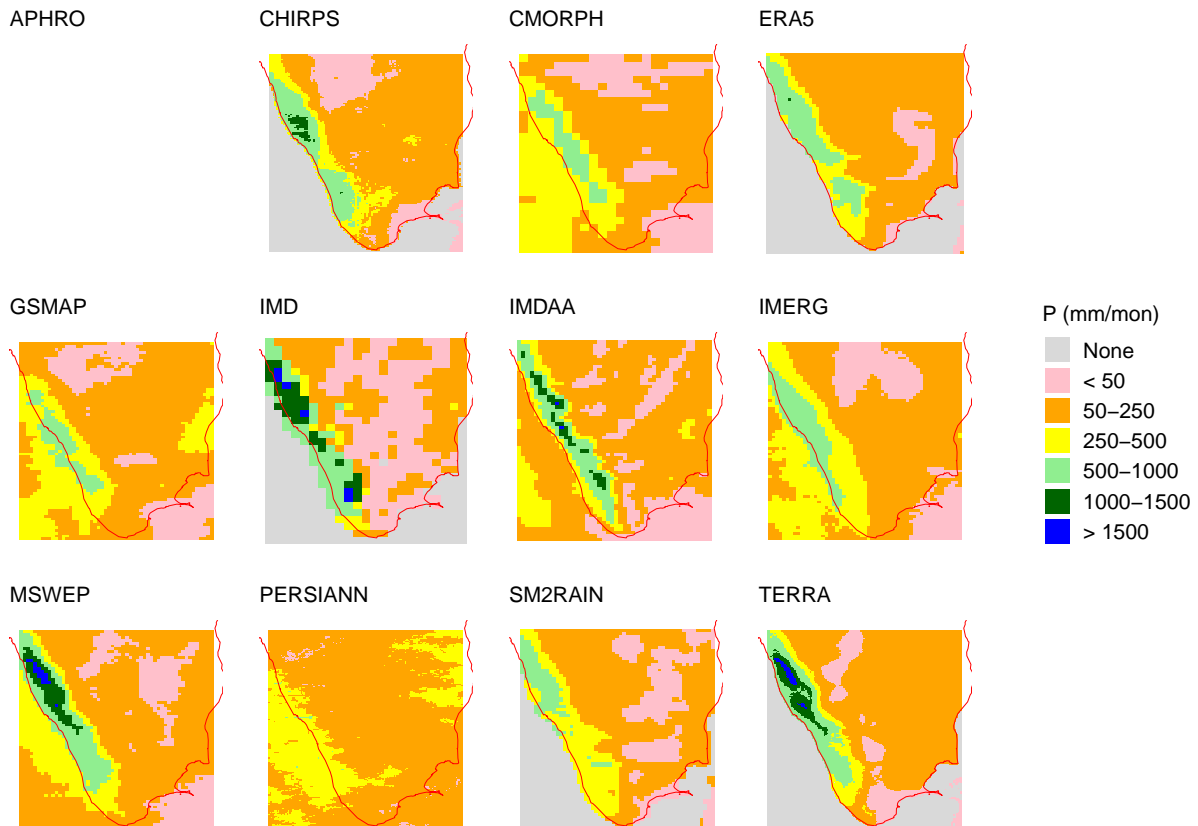 APHRO
CHIRPS
CMORPH
ERA5
GSMAP
IMD
IMDAA
IMERG
P (mm/mon)
None
< 50
50−250
250−500
500−1000
1000−1500
> 1500
MSWEP
PERSIANN
SM2RAIN
TERRA